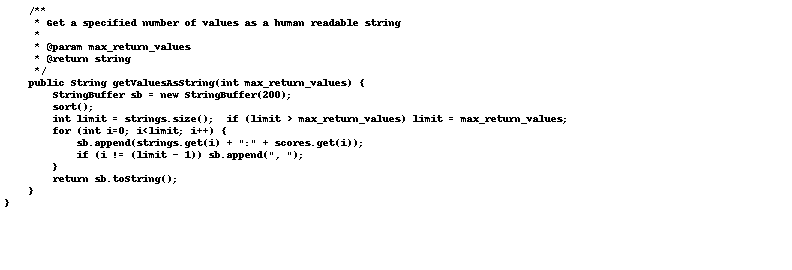 /**
 * Get a specified number of values as a human readable string
 *
 * @param max_return_values
 * @return string
 */
public String getValuesAsString(int max_return_values) {
    StringBuffer sb = new StringBuffer(200);
    sort();
    int limit = strings.size();  if (limit > max_return_values) limit = max_return_values;
    for (int i=0; i<limit; i++) {
        sb.append(strings.get(i) + ":" + scores.get(i));
        if (i != (limit - 1)) sb.append(", ");
    }
    return sb.toString();
}
}